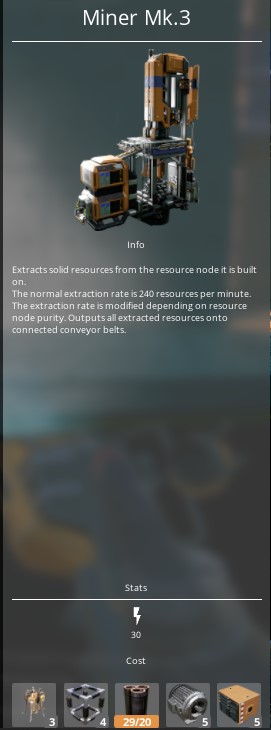 Miner Mk.3
Info
Extracts solid resources from the resource node it is built
on.
The normal extraction rate is 240 resources per minute.
The extraction rate is modified depending on resource
node purity. Outputs all extracted resources onto
connected conveyor belts.
Stats
30
Cost
3 4 29/20 5 5